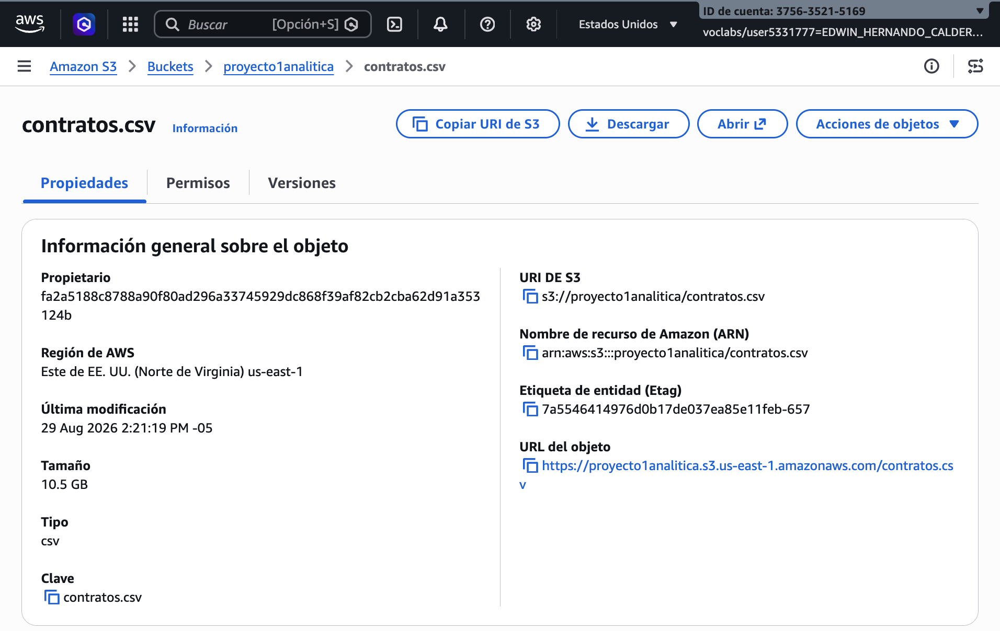 aws
Buscar
[Opción+S]
Estados Unidos
ID de cuenta: 3756-3521-5169
voclabs/user5331777=EDWIN_HERNANDO_CALDER...
Amazon S3
Buckets
proyecto1analitica
contratos.csv
contratos.csv
Información
Copiar URI de S3
Descargar
Abrir
Acciones de objetos
Propiedades
Permisos
Versiones
Información general sobre el objeto
Propietario
fa2a5188c8788a90f80ad296a33745929dc868f39af82cb2cba62d91a353
124b
Región de AWS
Este de EE. UU. (Norte de Virginia) us-east-1
Última modificación
29 Aug 2026 2:21:19 PM -05
Tamaño
10.5 GB
Tipo
csv
Clave
contratos.csv
URI DE S3
s3://proyecto1analitica/contratos.csv
Nombre de recurso de Amazon (ARN)
arn:aws:s3:::proyecto1analitica/contratos.csv
Etiqueta de entidad (Etag)
7a5546414976d0b17de037ea85e11feb-657
URL del objeto
https://proyecto1analitica.s3.us-east-1.amazonaws.com/contratos.cs
v